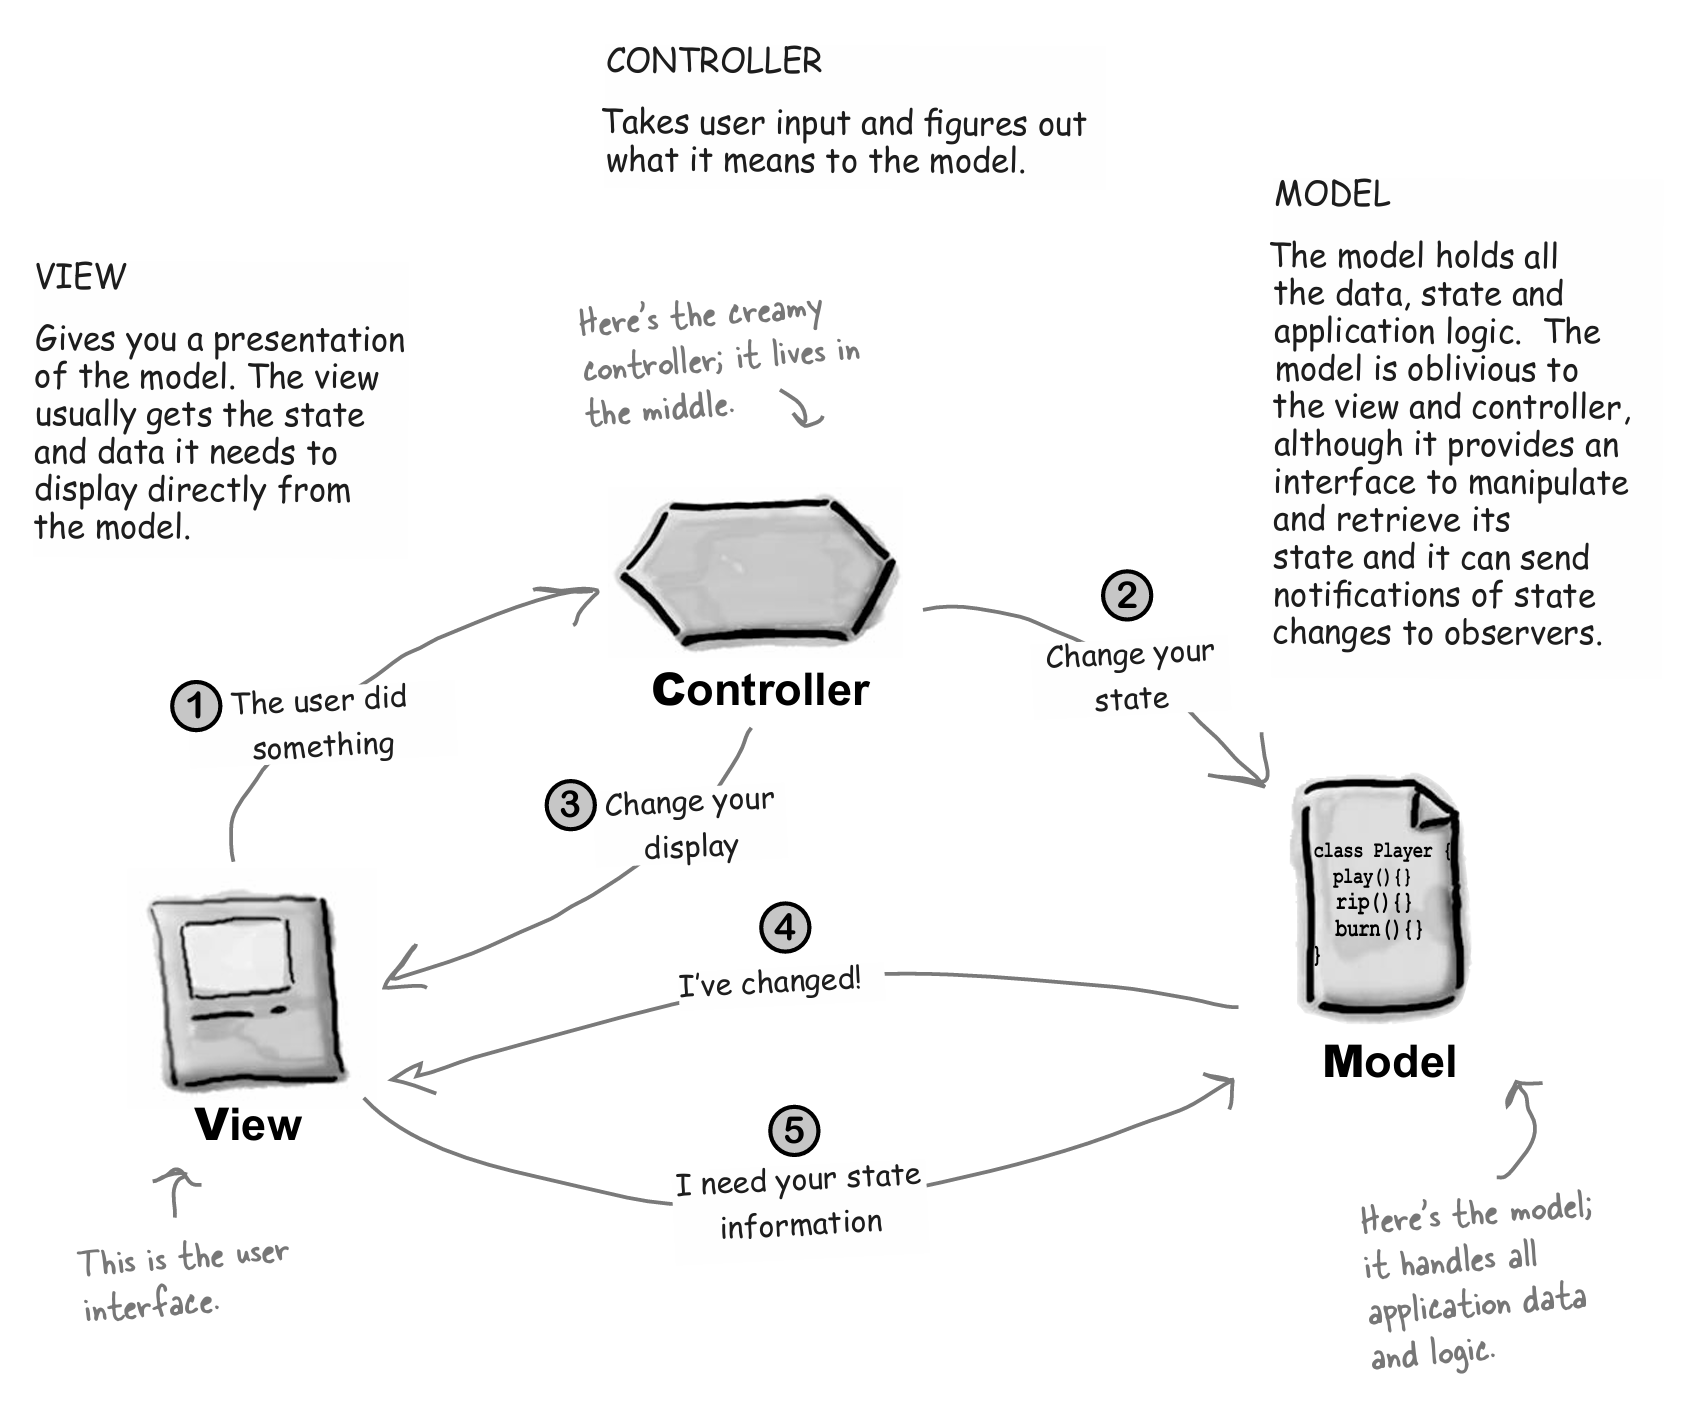 CONTROLLER
Takes user input and figures out
what it means to the model.
MODEL
The model holds all
the data, state and
application logic.  The
model is oblivious to
the view and controller,
although it provides an
interface to manipulate
and retrieve its
state and it can send
notifications of state
changes to observers.
VIEW
Gives you a presentation
of the model. The view
usually gets the state
and data it needs to
display directly from
the model.
Here's the creamy
controller; it lives in
the middle.
Controller
1 The user did
something
2
Change your
state
3 Change your
display
class Player {
play(){}
rip(){}
burn(){}
}
4
I've changed!
Model
View
5
I need your state
information
This is the user
interface.
Here's the model;
it handles all
application data
and logic.